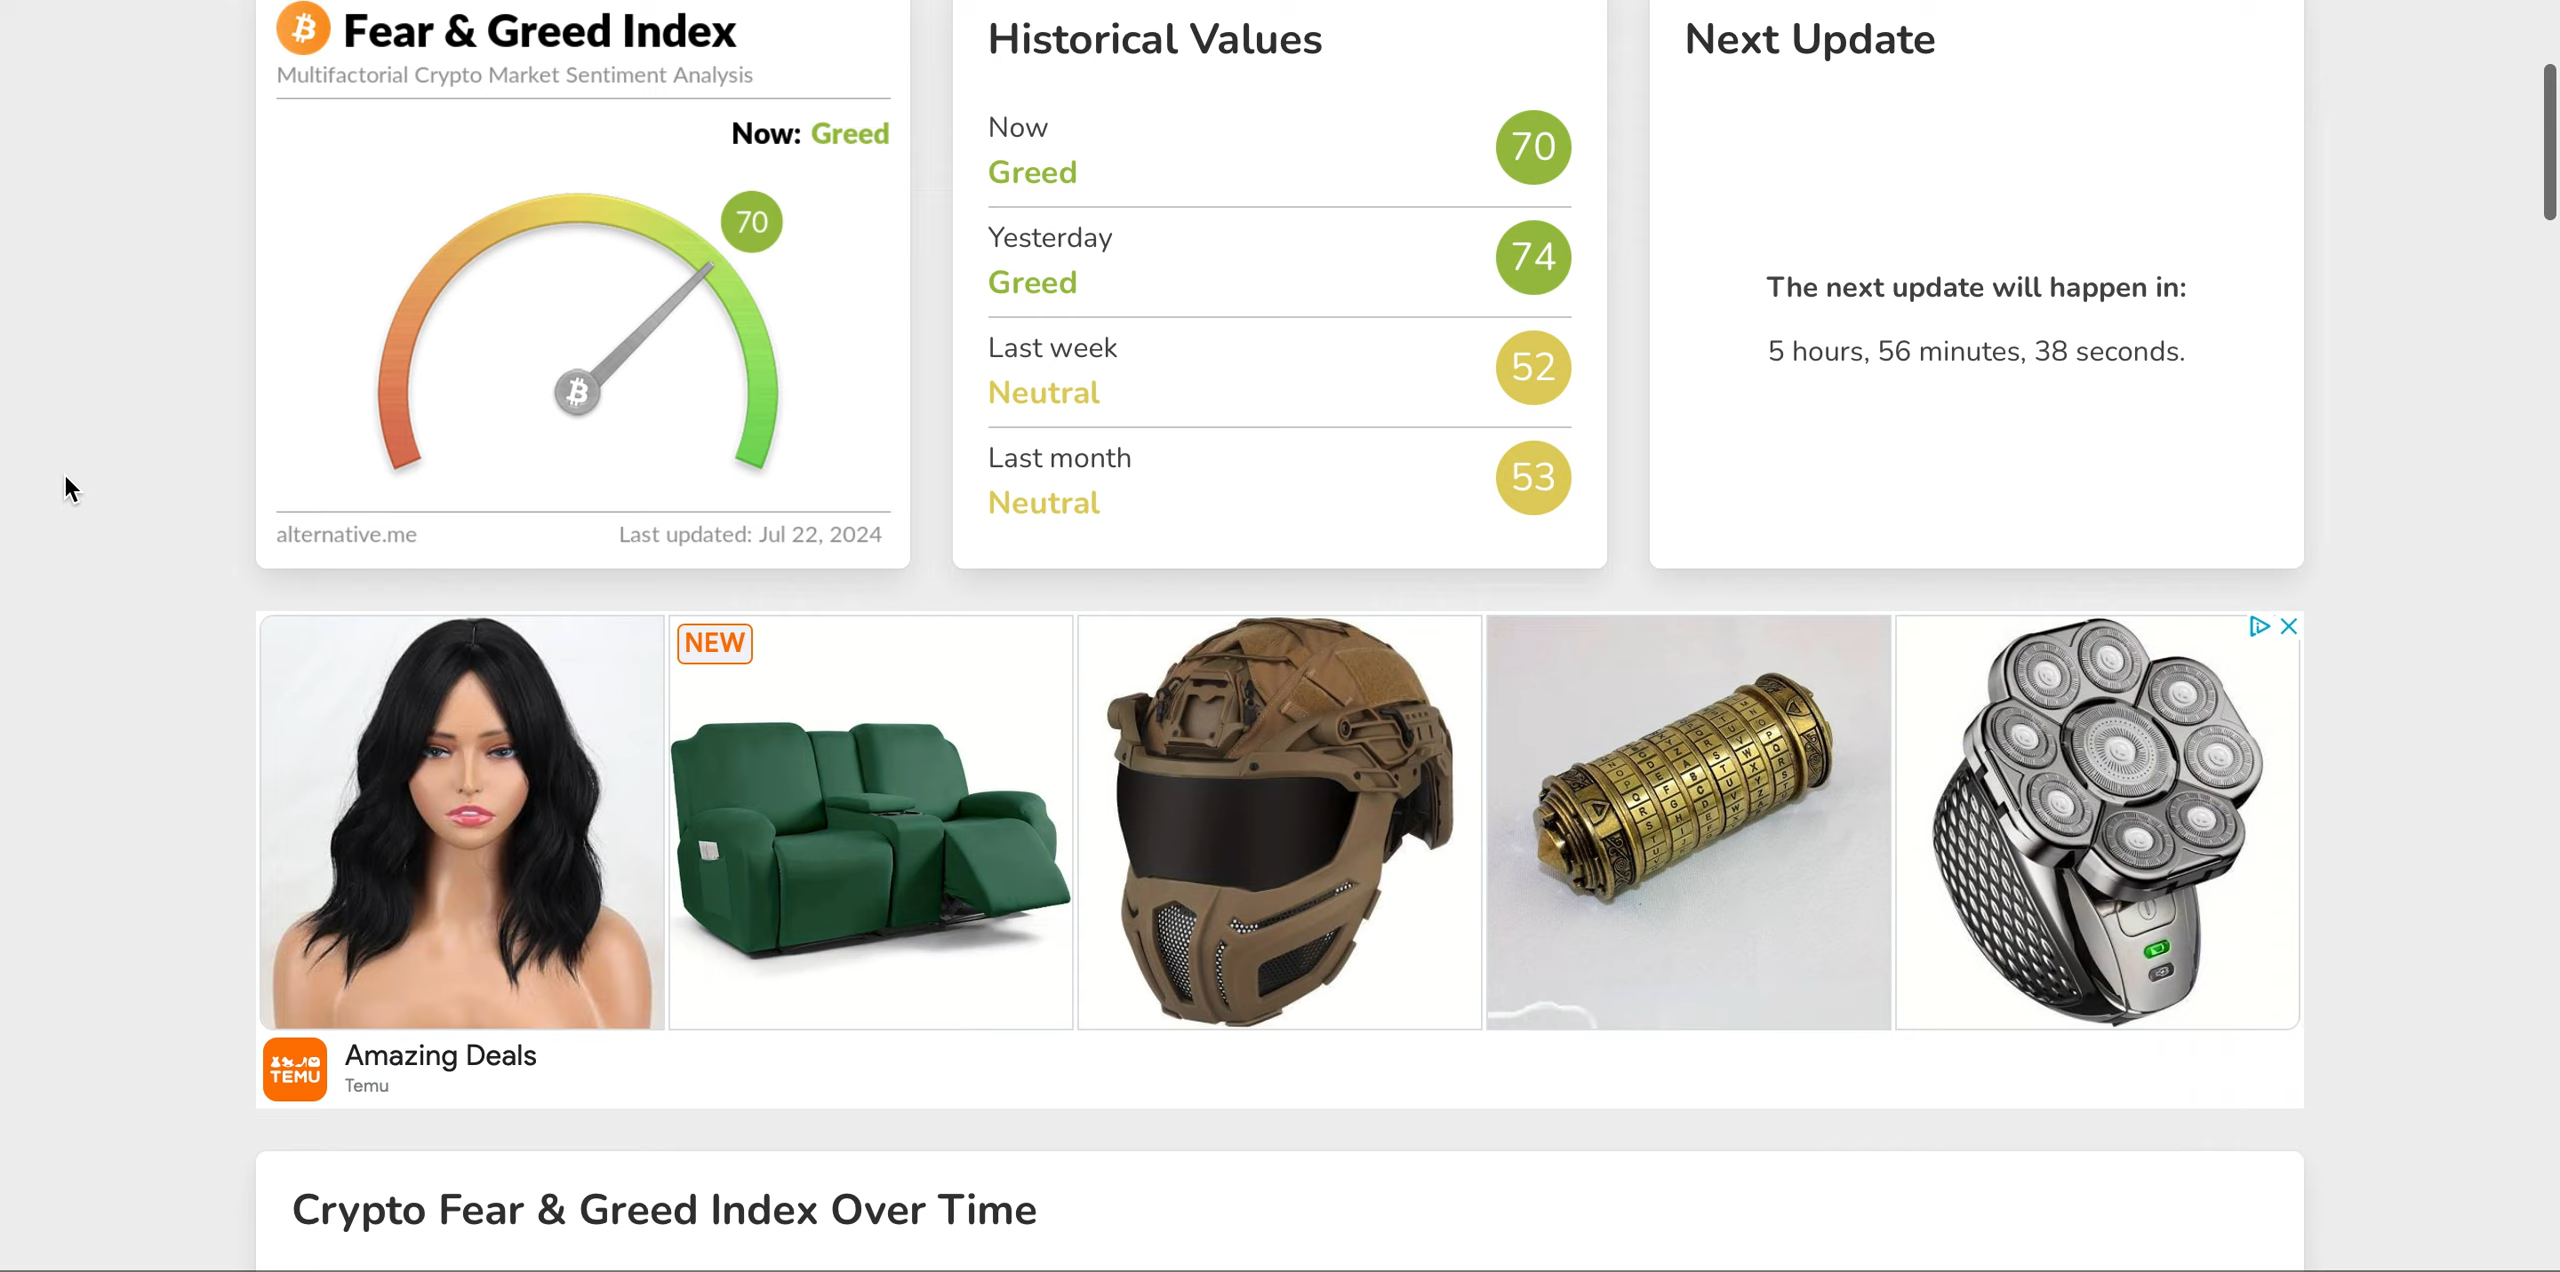 Fear & Greed Index
Multifactorial Crypto Market Sentiment Analysis
Now: Greed
70
alternative.me
Last updated: Jul 22, 2024
Historical Values
Now
Greed
70
Yesterday
Greed
74
Last week
Neutral
52
Last month
Neutral
53
Next Update
The next update will happen in:
5 hours, 56 minutes, 38 seconds.
NEW
TEMU
Amazing Deals
Temu
Crypto Fear & Greed Index Over Time